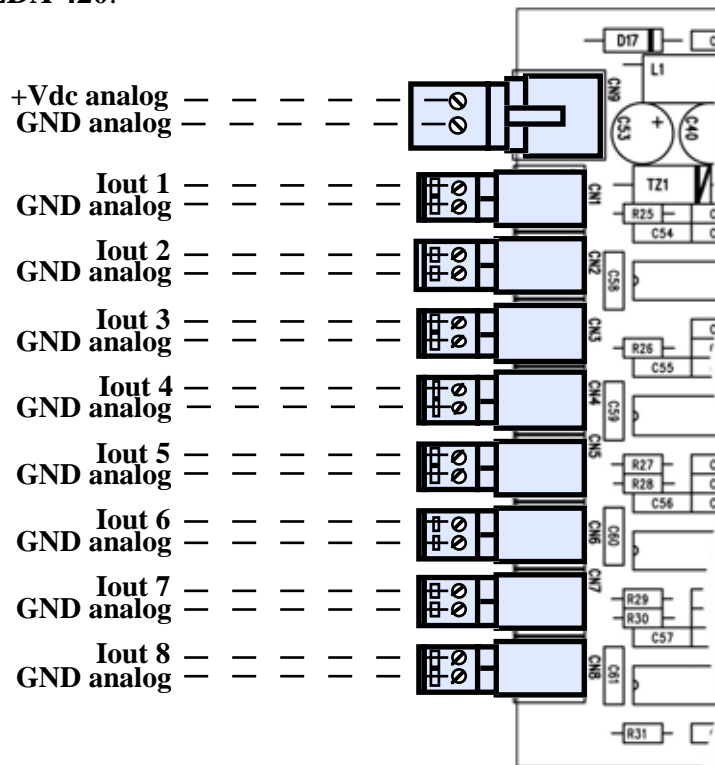 D17
L1
+Vdc analog
GND analog
CN9
C53
+
C40
Iout 1
GND analog
CN1
TZ1
R25
C54
Iout 2
GND analog
CN2
C58
Iout 3
GND analog
CN3
R26
C55
Iout 4
GND analog
CN4
C59
Iout 5
GND analog
CN5
R27
R28
C56
Iout 6
GND analog
CN6
C60
Iout 7
GND analog
CN7
R29
R30
C57
Iout 8
GND analog
CN8
C61
R31